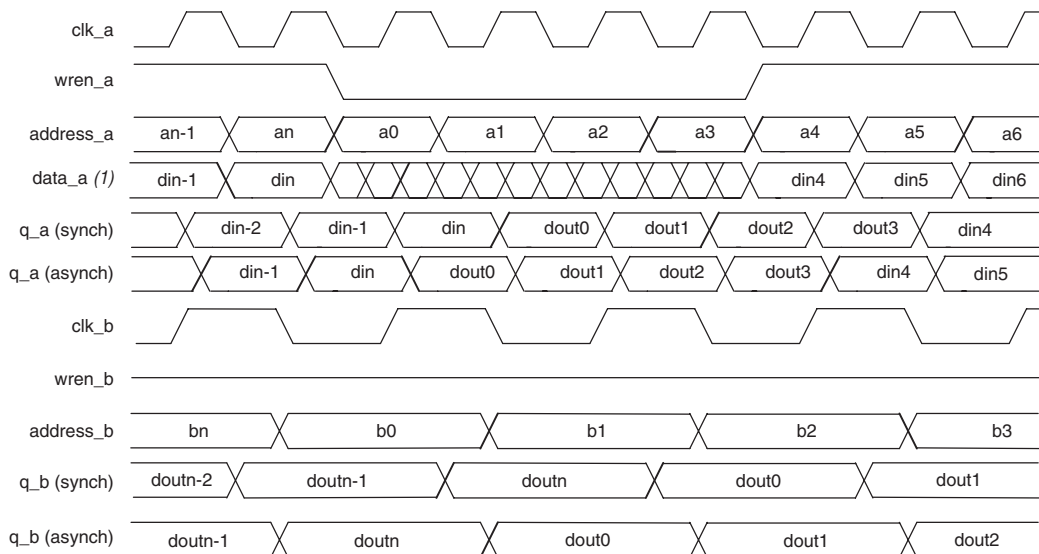 clk_a
wren_a
address_a an-1 an a0 a1 a2 a3 a4 a5 a6
data_a (1) din-1 din din4 din5 din6
q_a (synch) din-2 din-1 din dout0 dout1 dout2 dout3 din4
q_a (asynch) din-1 din dout0 dout1 dout2 dout3 din4 din5
clk_b
wren_b
address_b bn b0 b1 b2 b3
q_b (synch) doutn-2 doutn-1 doutn dout0 dout1
q_b (asynch) doutn-1 doutn dout0 dout1 dout2